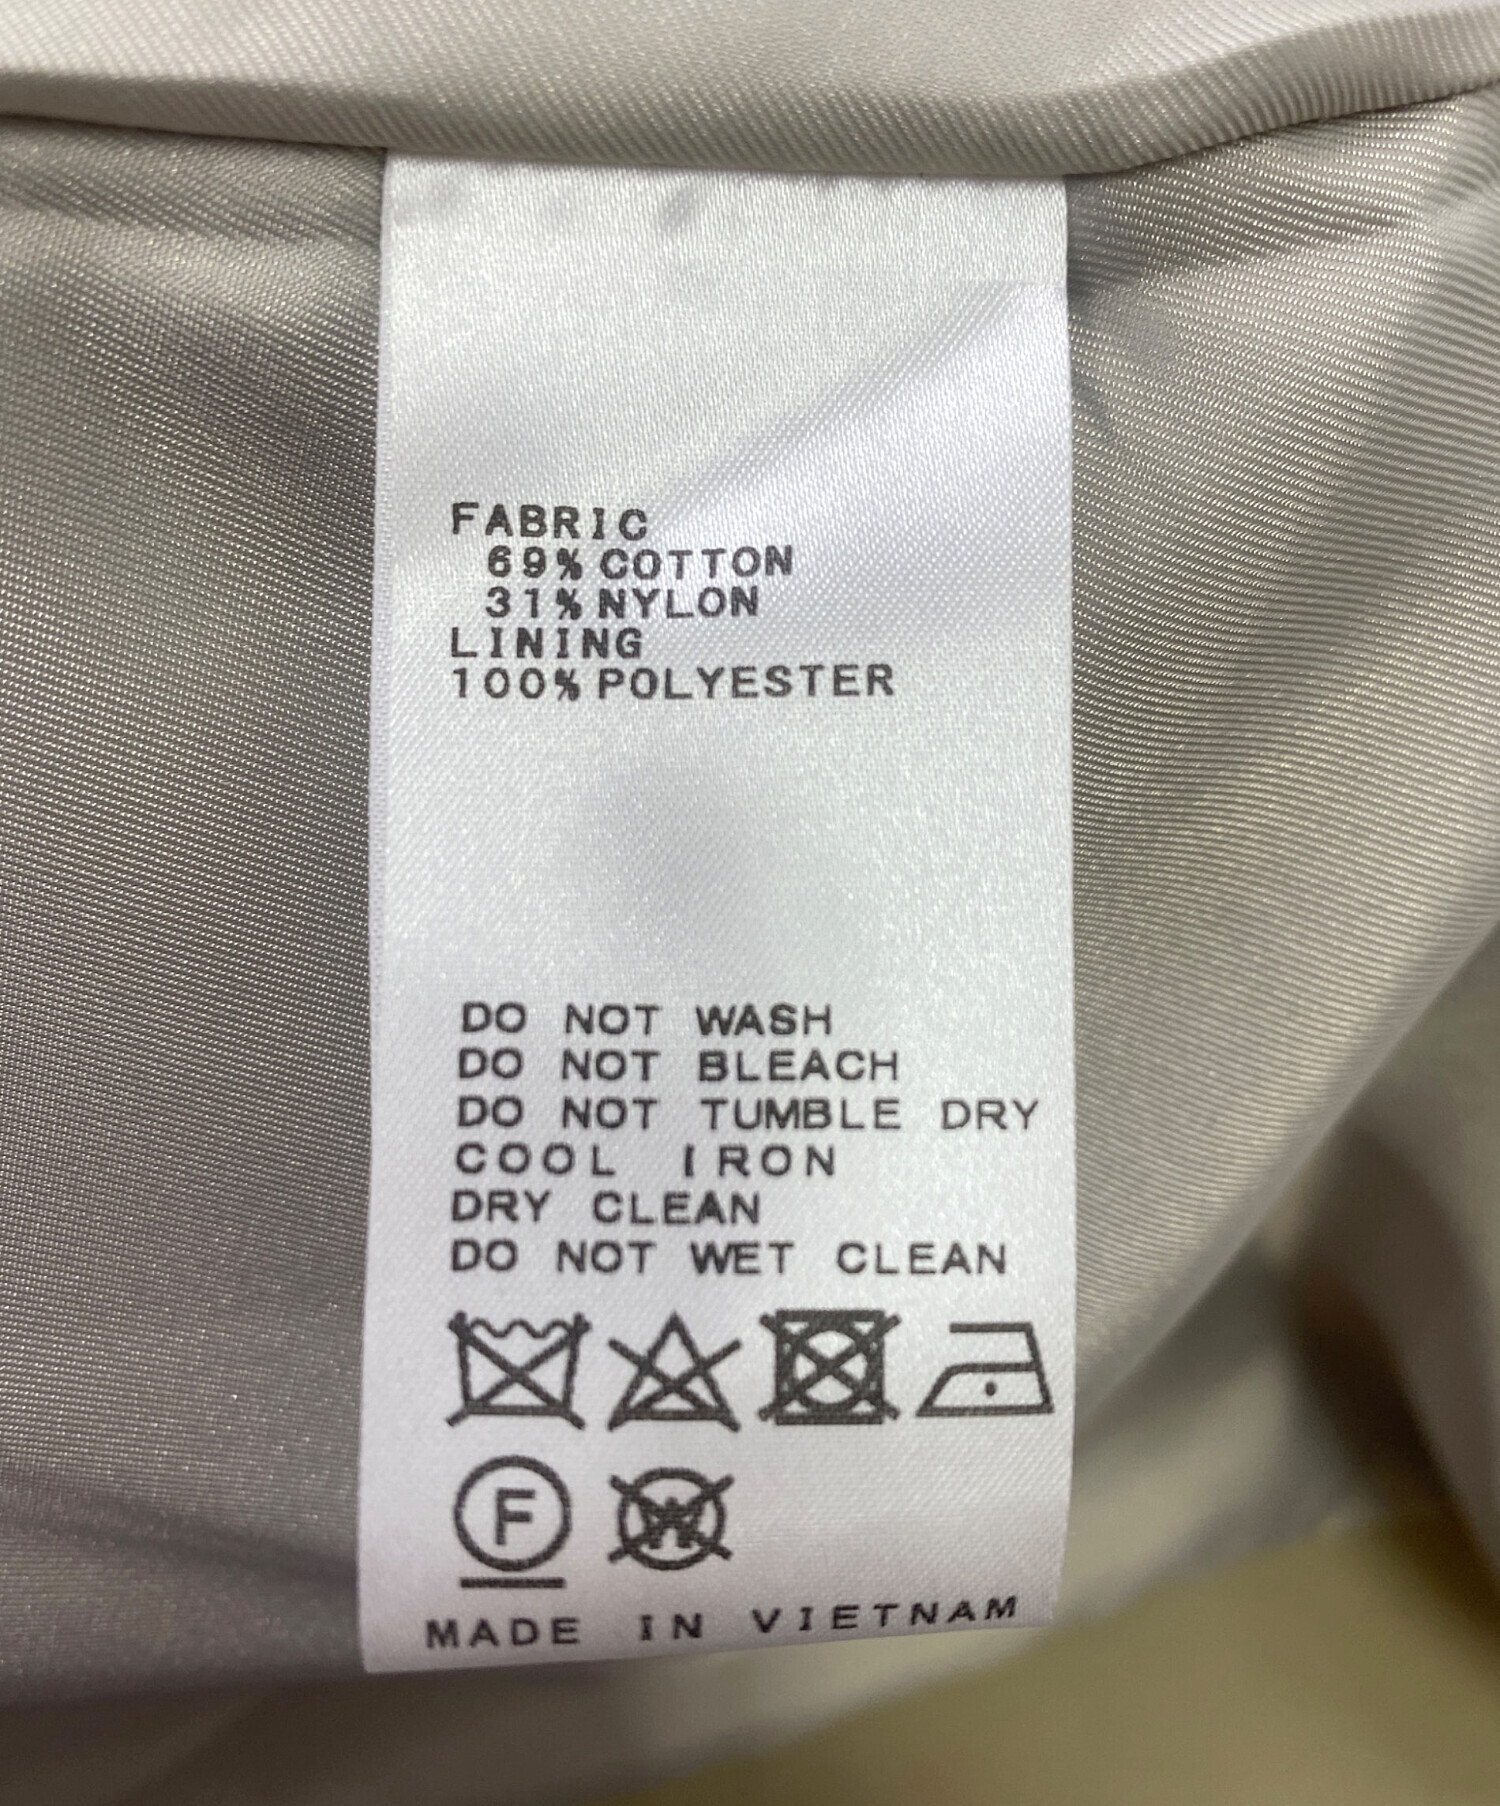 FABRIC
69% COTTON
31% NYLON
LINING
100% POLYESTER
DO NOT WASH
DO NOT BLEACH
DO NOT TUMBLE DRY
COOL IRON
DRY CLEAN
DO NOT WET CLEAN
F W
MADE IN VIETNAM